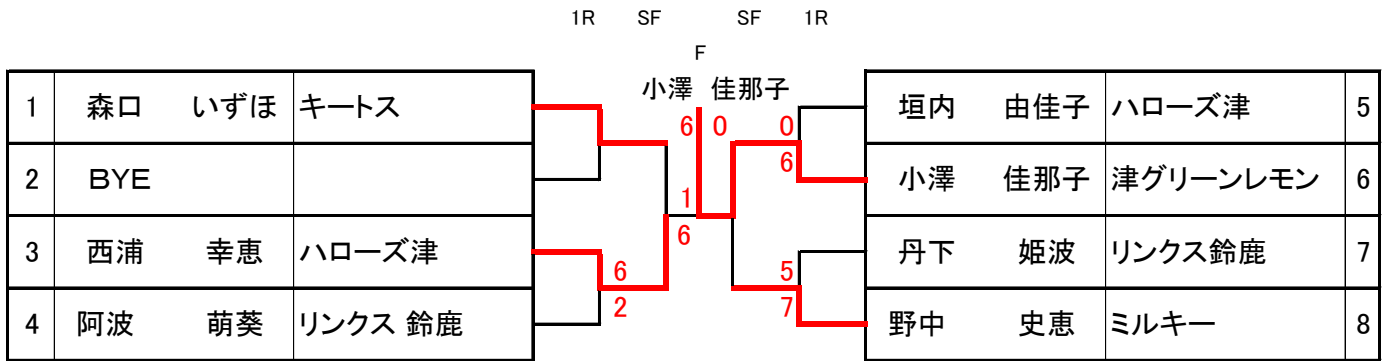 1R SF SF 1R
F
小澤 佳那子
1 森口 いずほ キートス
垣内 由佳子 ハローズ津 5
6 0 0
6
2 BYE
小澤 佳那子 津グリーンレモン 6
1
6
3 西浦 幸恵 ハローズ津
丹下 姫波 リンクス鈴鹿 7
6 5
2 7
4 阿波 萌葵 リンクス 鈴鹿
野中 史恵 ミルキー 8